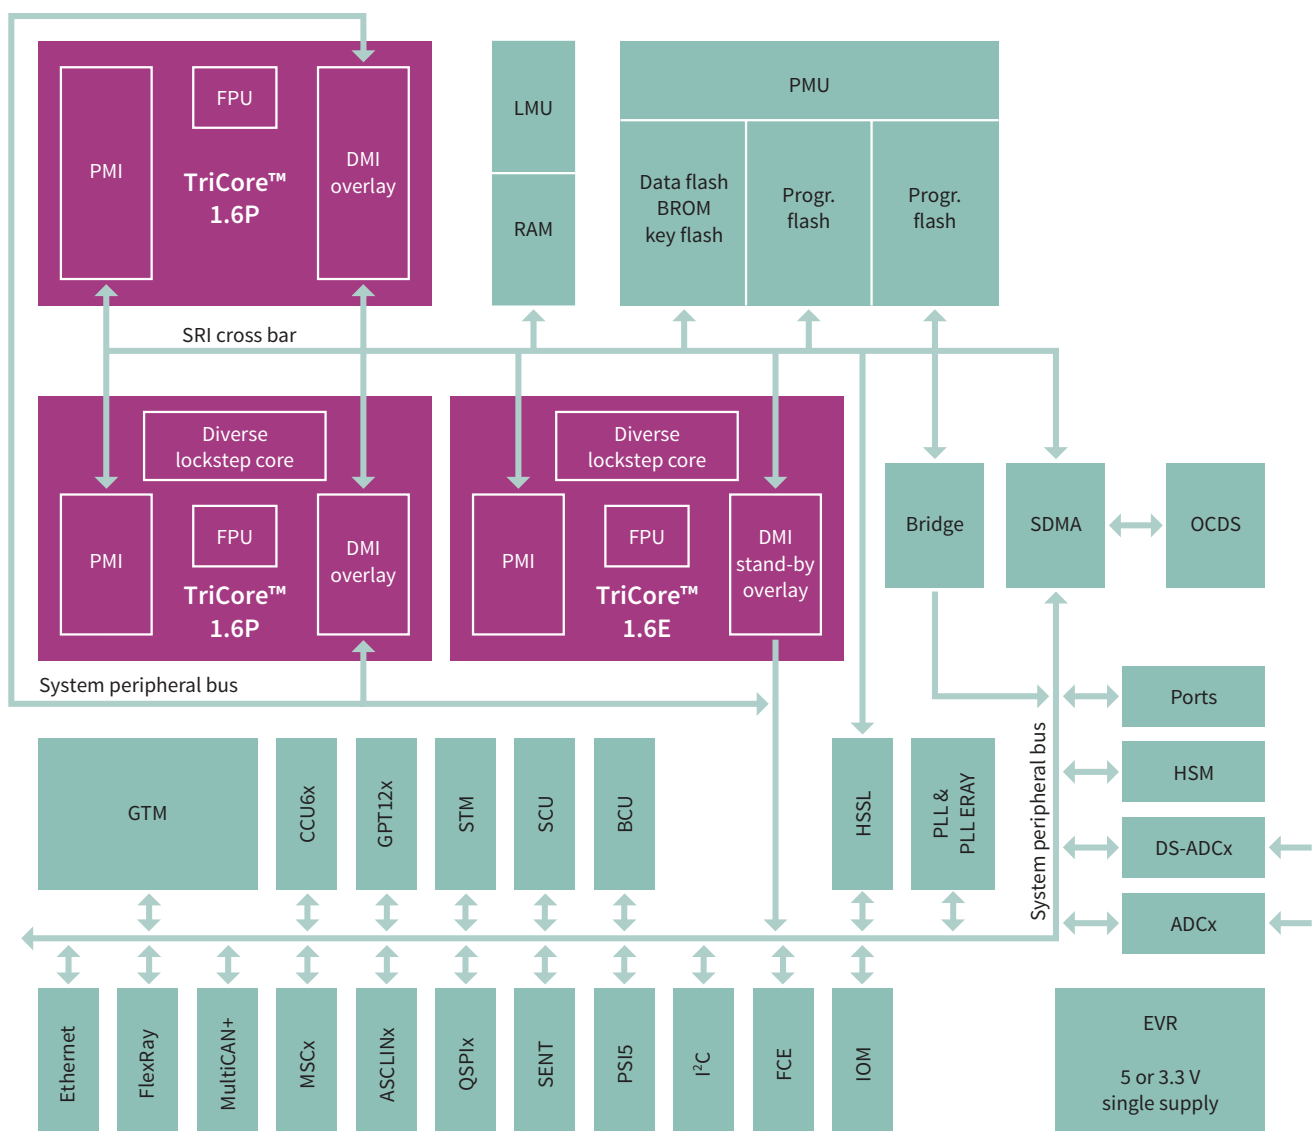 FPU
PMI
DMI
overlay
TriCore™
1.6P
LMU
RAM
PMU
Data flash
BROM
key flash
Progr.
flash
Progr.
flash
SRI cross bar
Diverse
lockstep core
PMI
FPU
DMI
overlay
TriCore™
1.6P
Diverse
lockstep core
PMI
FPU
DMI
stand-by
overlay
TriCore™
1.6E
Bridge
SDMA
OCDS
System peripheral bus
System peripheral bus
Ports
HSM
DS-ADCx
ADCx
GTM
CCU6x
GPT12x
STM
SCU
BCU
HSSL
PLL &
PLL ERAY
Ethernet
FlexRay
MultiCAN+
MSCx
ASCLINx
QSPIx
SENT
PSI5
I²C
FCE
IOM
EVR
5 or 3.3 V
single supply